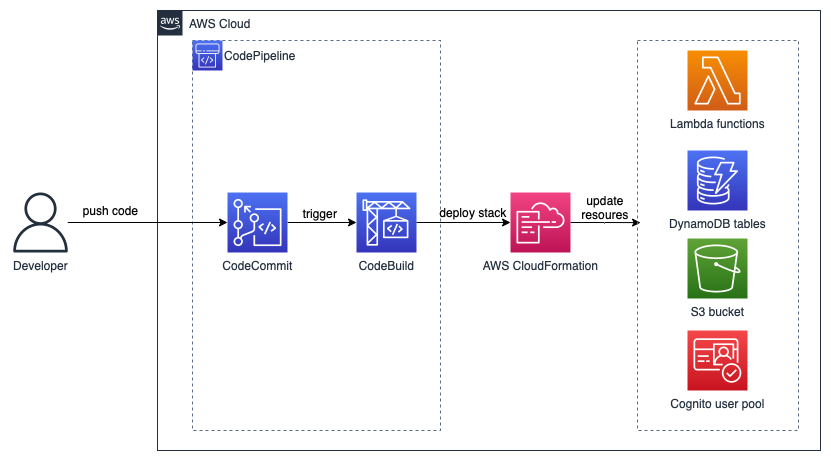 aws
AWS Cloud
CodePipeline
</>
Lambda functions
push code
trigger
deploy stack
update
resoures
</>
</>
DynamoDB tables
Developer
CodeCommit
CodeBuild
AWS CloudFormation
S3 bucket
Cognito user pool